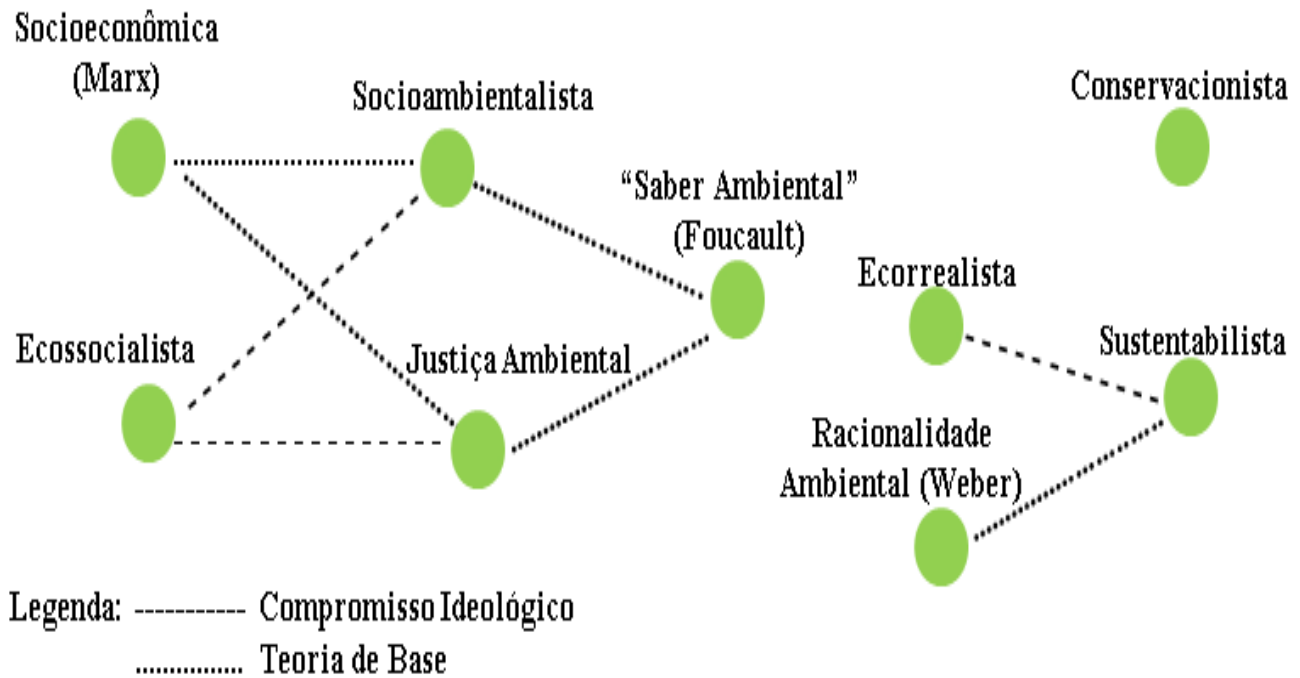 Socioeconômica
(Marx)
Socioambientalista
Conservacionista
“Saber Ambiental”
(Foucault)
Ecorrealista
Ecossocialista
Justiça Ambiental
Sustentabilista
Racionalidade
Ambiental (Weber)
Legenda: ----------- Compromisso Ideológico
................ Teoria de Base